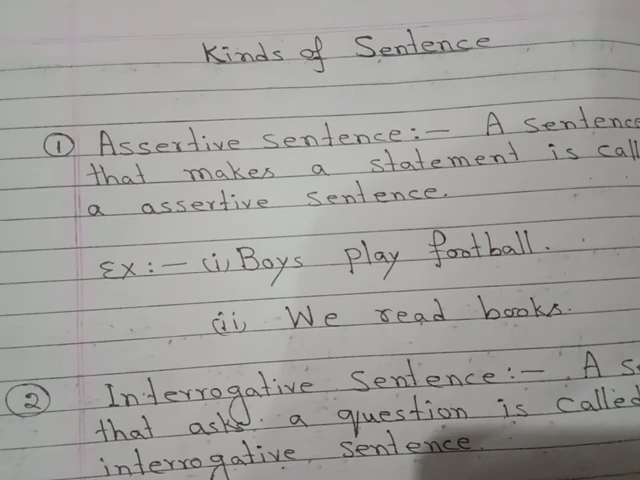 Kinds of Sentence
① Assertive sentence:- A sentence
that makes a statement is call
a assertive sentence.
Ex:- (i) Boys play football.
(ii) We read books.
② Interrogative Sentence:- A s
that asks a question is called
interrogative sentence.